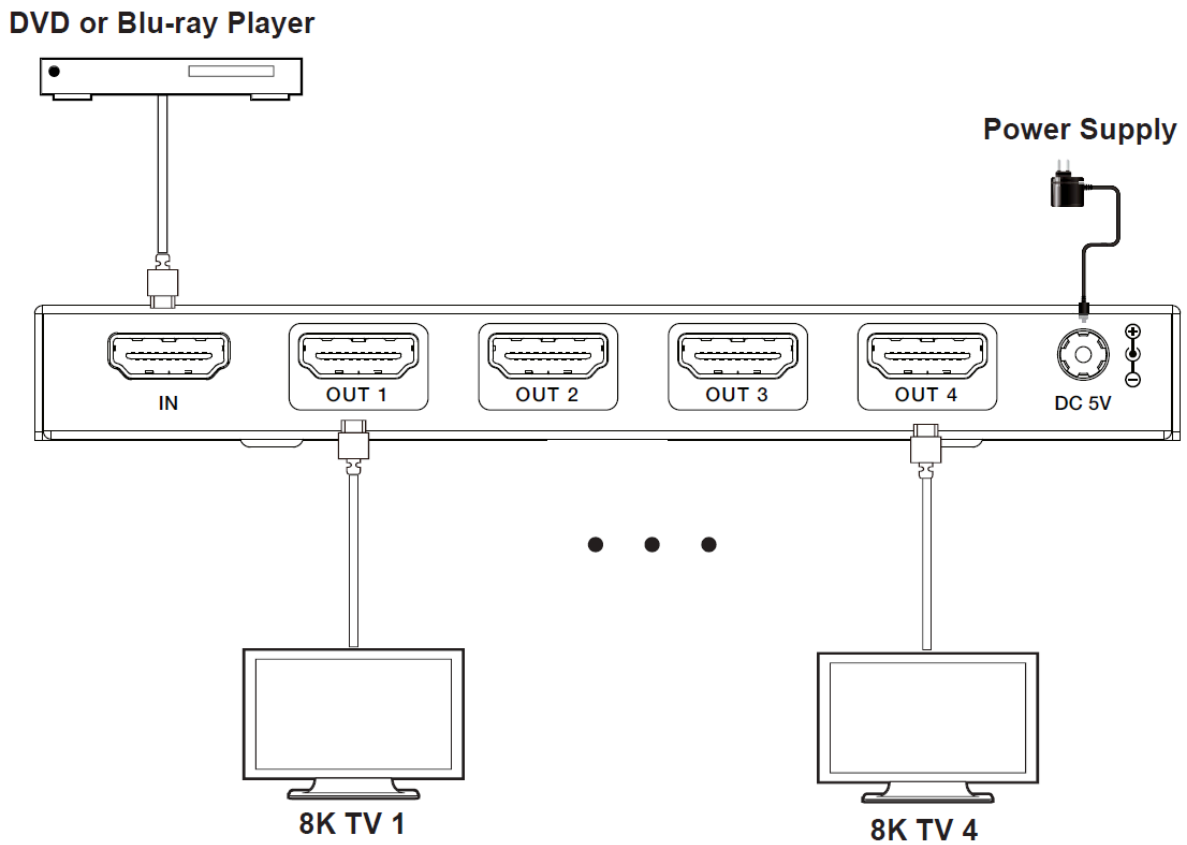 DVD or Blu-ray Player
Power Supply
IN
OUT 1
OUT 2
OUT 3
OUT 4
DC 5V
8K TV 1
8K TV 4